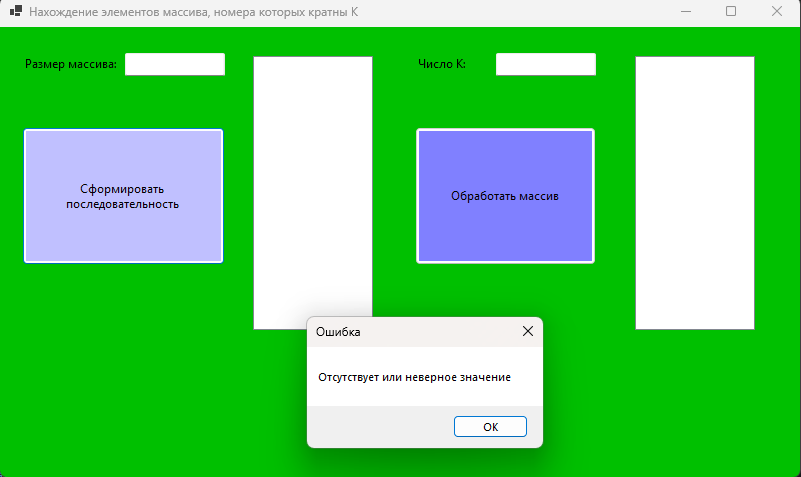 Нахождение элементов массива, номера которых кратны К
Размер массива:
Число К:
Сформировать
последовательность
Обработать массив
Ошибка
Отсутствует или неверное значение
ОК